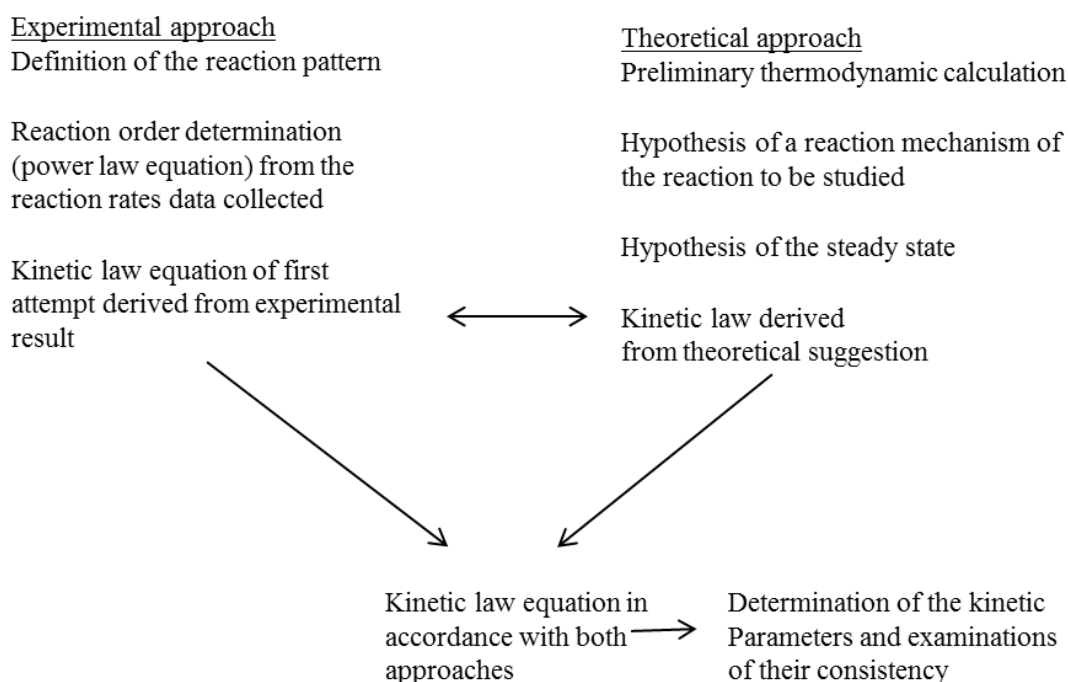 Experimental approach
Definition of the reaction pattern
Reaction order determination
(power law equation) from the
reaction rates data collected
Kinetic law equation of first
attempt derived from experimental
result
Theoretical approach
Preliminary thermodynamic calculation
Hypothesis of a reaction mechanism of
the reaction to be studied
Hypothesis of the steady state
Kinetic law derived
from theoretical suggestion
Kinetic law equation in
accordance with both
approaches
Determination of the kinetic
Parameters and examinations
of their consistency